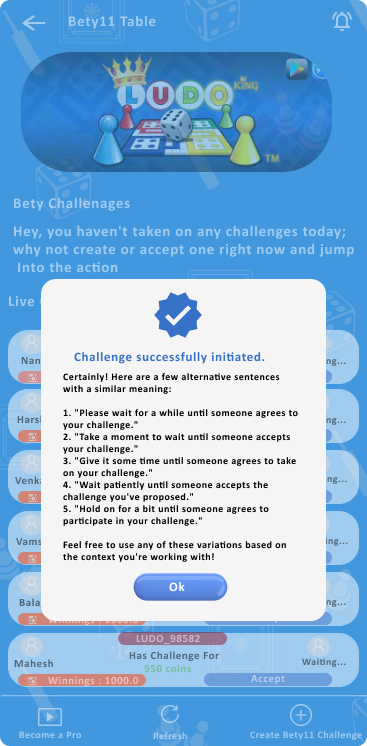 Bety11 Table
LUDO
KING
TM
Bety Challenages
Hey, you haven't taken on any challenges today;
why not create or accept one right now and jump
Into the action
Live
Challenge successfully initiated.
Certainly! Here are a few alternative sentences
with a similar meaning:
1. "Please wait for a while until someone agrees to
your challenge."
2. "Take a moment to wait until someone accepts
your challenge."
3. "Give it some time until someone agrees to take
on your challenge."
4. "Wait patiently until someone accepts the
challenge you've proposed."
5. "Hold on for a bit until someone agrees to
participate in your challenge."
Feel free to use any of these variations based on
the context you're working with!
Ok
Nan
ng...
Harsh
ng...
Venka
ng...
Vams
ng...
Bala
ng...
Winnings : 1000.0
LUDO_98582
Mahesh
Has Challenge For
Waiting...
950 coins
Winnings : 1000.0
Accept
Become a Pro
Refresh
Create Bety11 Challenge